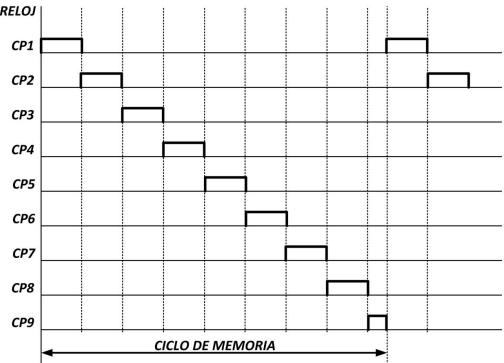 RELOJ
CP1
CP2
CP3
CP4
CP5
CP6
CP7
CP8
CP9
CICLO DE MEMORIA